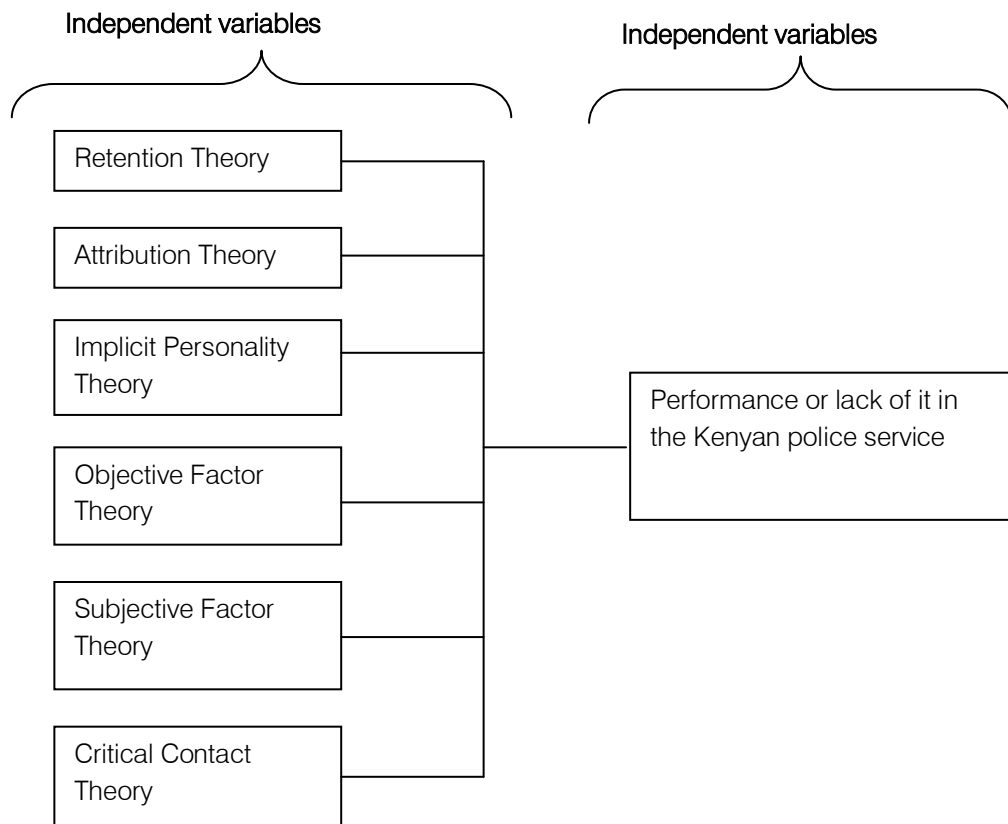 Independent variables
Independent variables
Retention Theory
Attribution Theory
Implicit Personality
Theory
Objective Factor
Theory
Subjective Factor
Theory
Critical Contact
Theory
Performance or lack of it in
the Kenyan police service